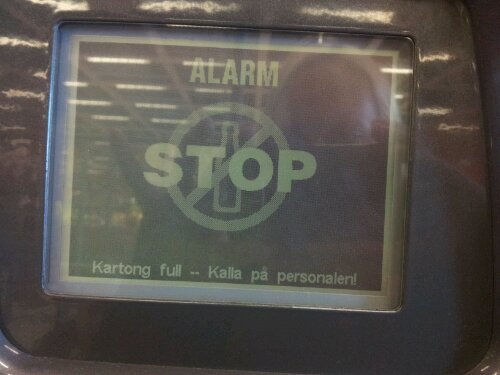 ALARM
STOP
Kartong full -- Kalla på personalen!